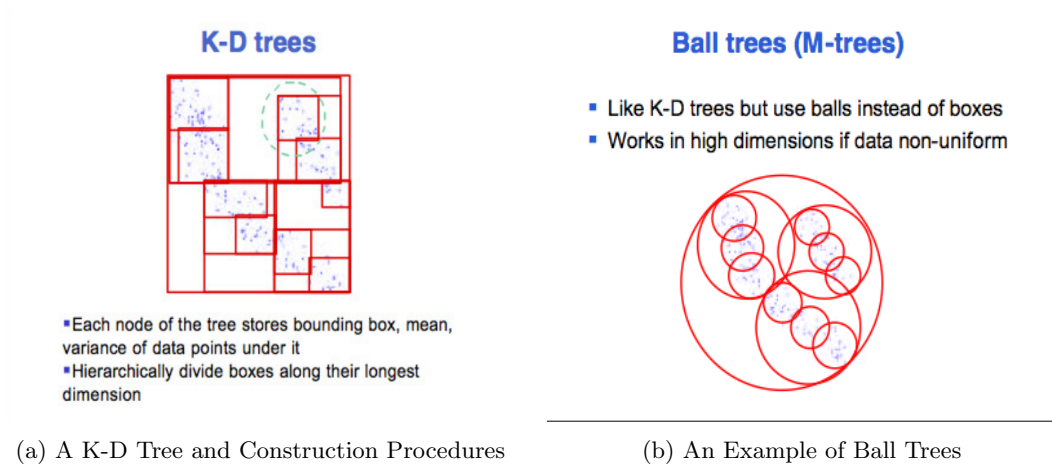 K-D trees
▪Each node of the tree stores bounding box, mean,
variance of data points under it
▪Hierarchically divide boxes along their longest
dimension
(a) A K-D Tree and Construction Procedures
Ball trees (M-trees)
▪ Like K-D trees but use balls instead of boxes
▪ Works in high dimensions if data non-uniform
(b) An Example of Ball Trees